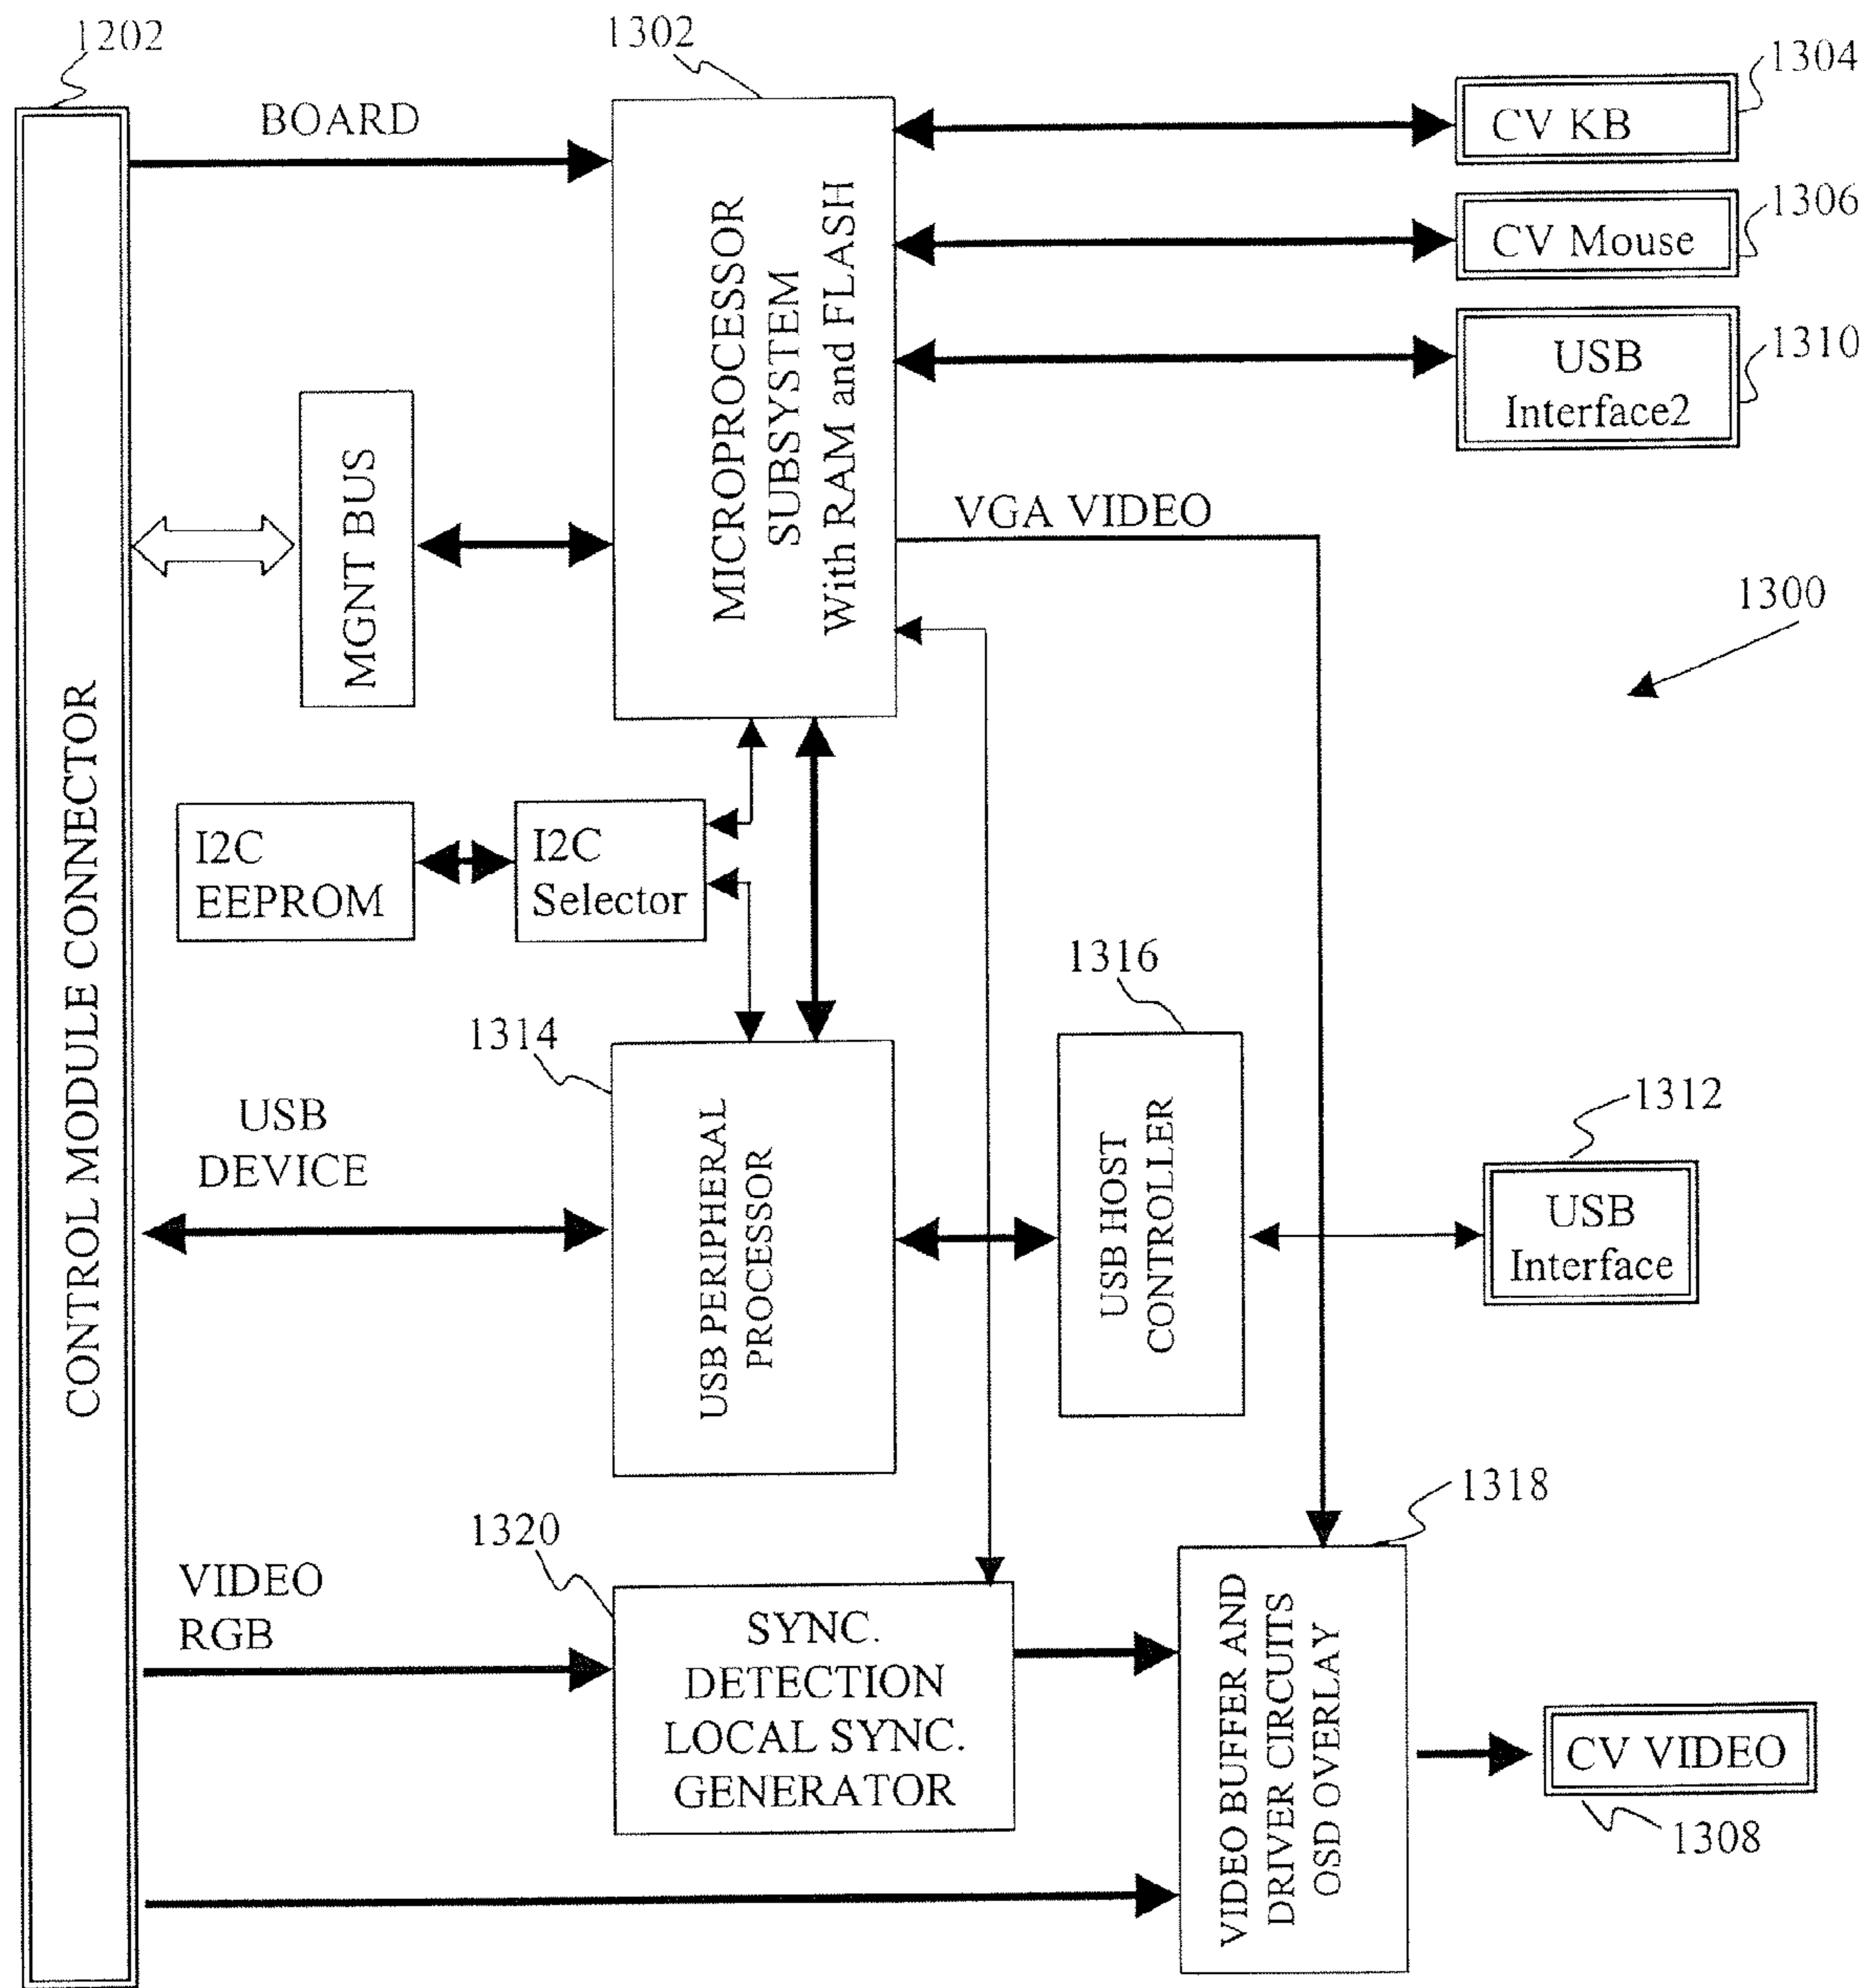 1202
1302
1304
BOARD
CV KB
1306
CV Mouse
MICROPROCESSOR
SUBSYSTEM
With RAM and FLASH
1310
USB
Interface2
MGNT BUS
VGA VIDEO
1300
CONTROL MODULE CONNECTOR
I2C
EEPROM
I2C
Selector
1316
1314
1312
USB
DEVICE
USB PERIPHERAL
PROCESSOR
USB HOST
CONTROLLER
USB
Interface
1318
1320
VIDEO
RGB
SYNC.
DETECTION
LOCAL SYNC.
GENERATOR
VIDEO BUFFER AND
DRIVER CIRCUITS
OSD OVERLAY
CV VIDEO
1308